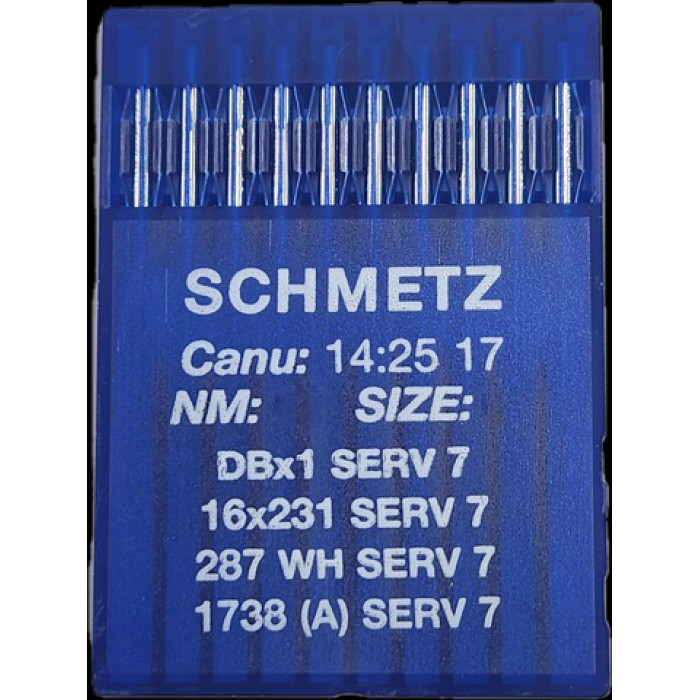 SCHMETZ
Canu: 14:25 17
NM: SIZE:
DBx1 SERV 7
16x231 SERV 7
287 WH SERV 7
1738 (A) SERV 7